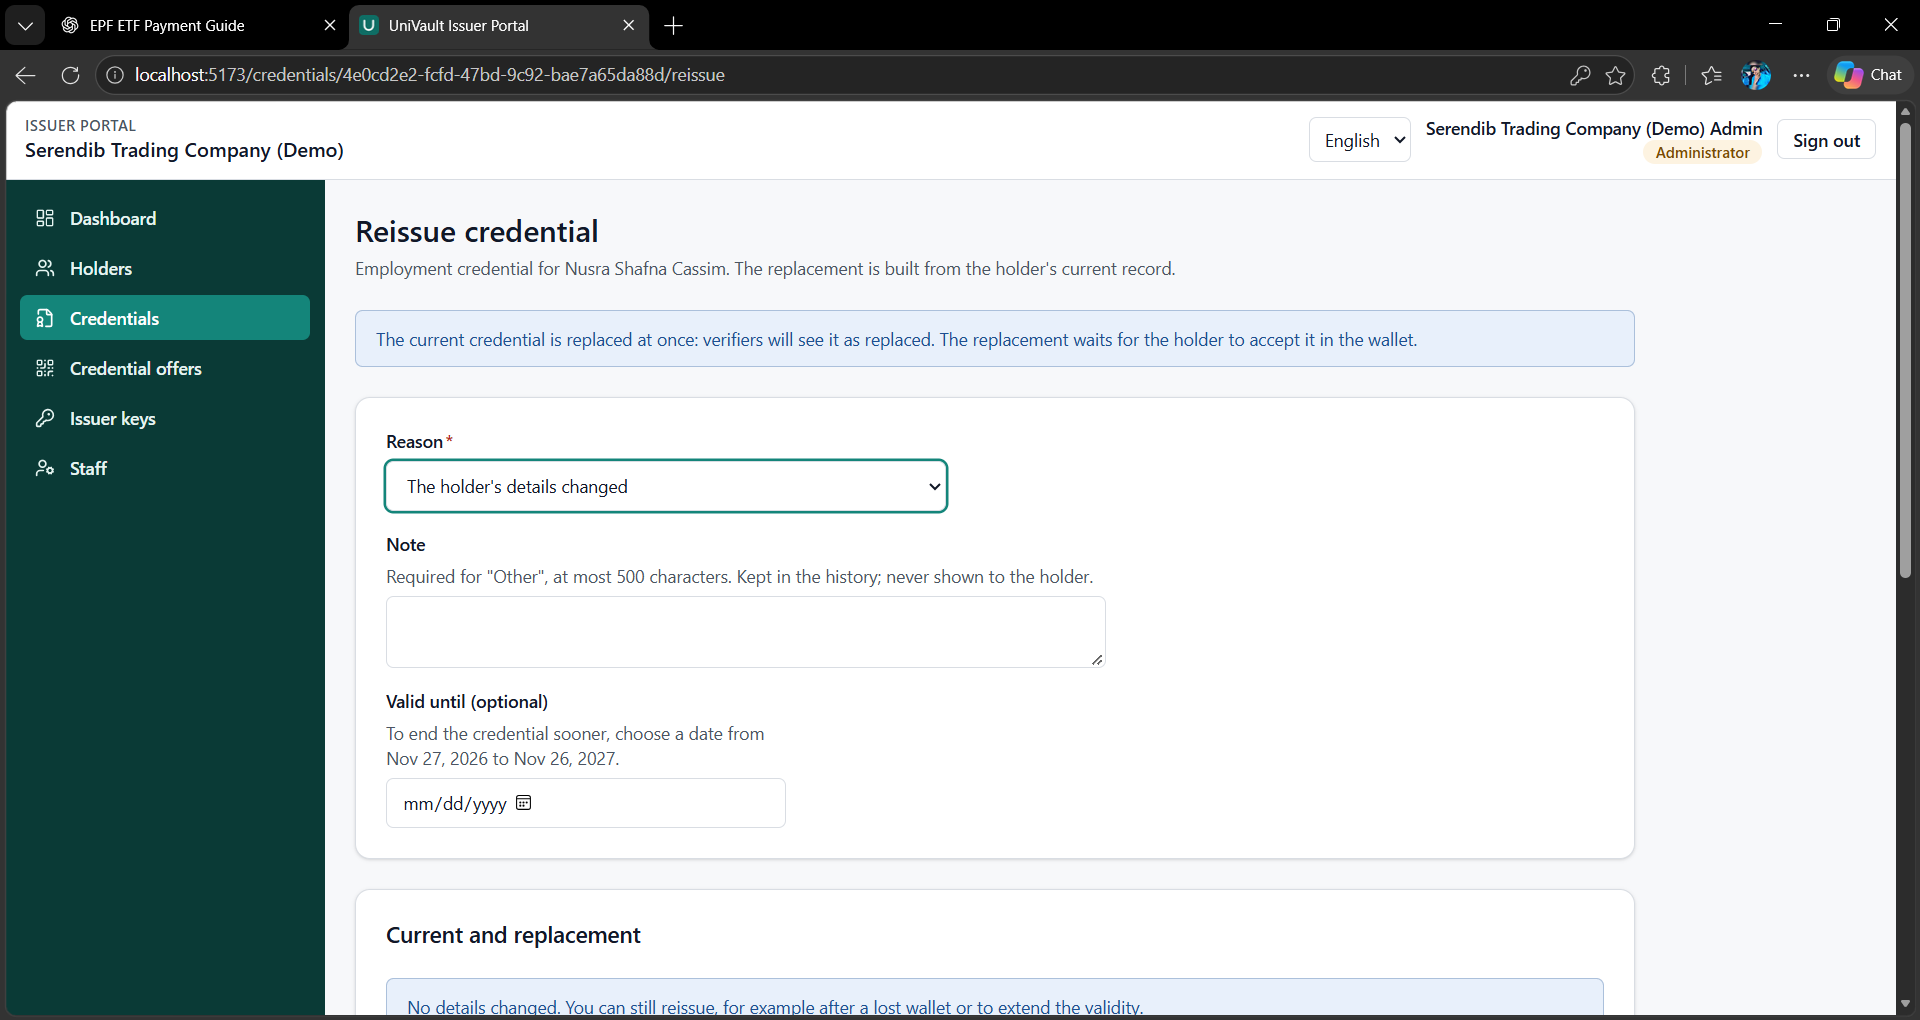 EPF ETF Payment Guide
UniVault Issuer Portal
localhost:5173/credentials/4e0cd2e2-fcfd-47bd-9c92-bae7a65da88d/reissue
Chat
ISSUER PORTAL
Serendib Trading Company (Demo)
English
Serendib Trading Company (Demo) Admin
Administrator
Sign out
Dashboard
Holders
Credentials
Credential offers
Issuer keys
Staff
Reissue credential
Employment credential for Nusra Shafna Cassim. The replacement is built from the holder's current record.
The current credential is replaced at once: verifiers will see it as replaced. The replacement waits for the holder to accept it in the wallet.
Reason*
The holder's details changed
Note
Required for "Other", at most 500 characters. Kept in the history; never shown to the holder.
Valid until (optional)
To end the credential sooner, choose a date from
Nov 27, 2026 to Nov 26, 2027.
mm/dd/yyyy
Current and replacement
No details changed. You can still reissue, for example after a lost wallet or to extend the validity.